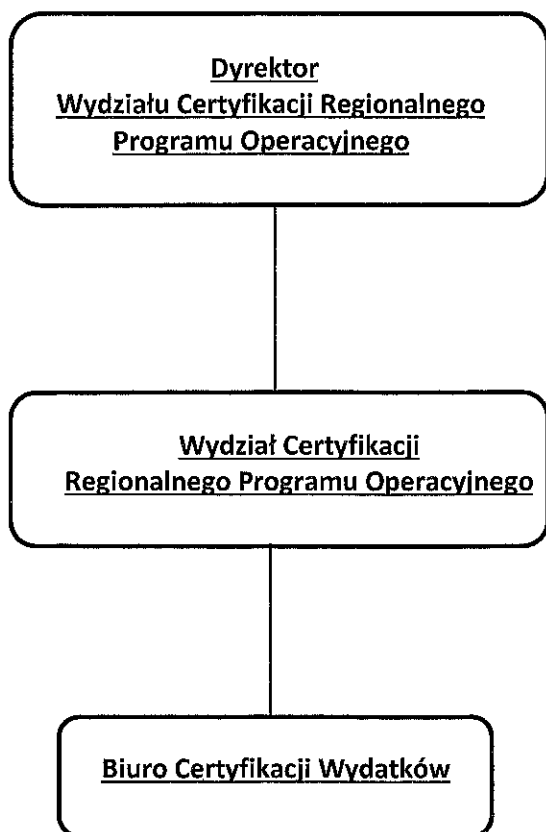 Dyrektor
Wydziału Certyfikacji Regionalnego
Programu Operacyjnego
Wydział Certyfikacji
Regionalnego Programu Operacyjnego
Biuro Certyfikacji Wydatków